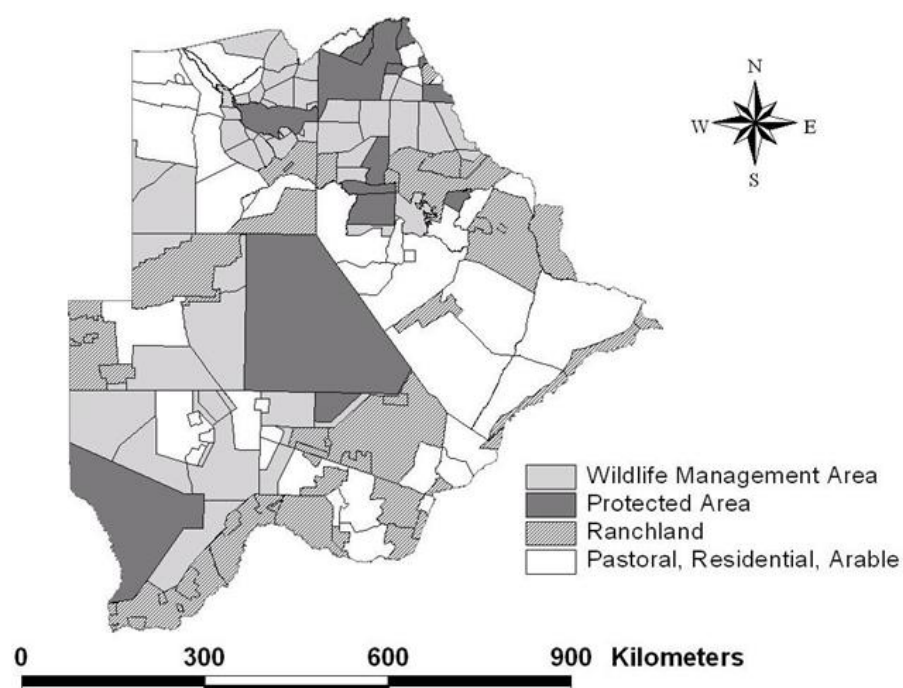 N
W E
S
Wildlife Management Area
Protected Area
Ranchland
Pastoral, Residential, Arable
0 300 600 900 Kilometers